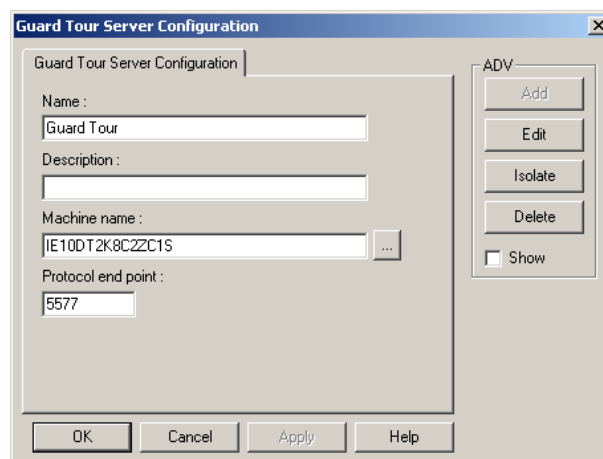 Guard Tour Server Configuration
Guard Tour Server Configuration
Name :
Guard Tour
Description :
Machine name :
IE10DT2K8C2ZC1S
...
Protocol end point :
5577
OK Cancel Apply Help
ADV
Add
Edit
Isolate
Delete
Show